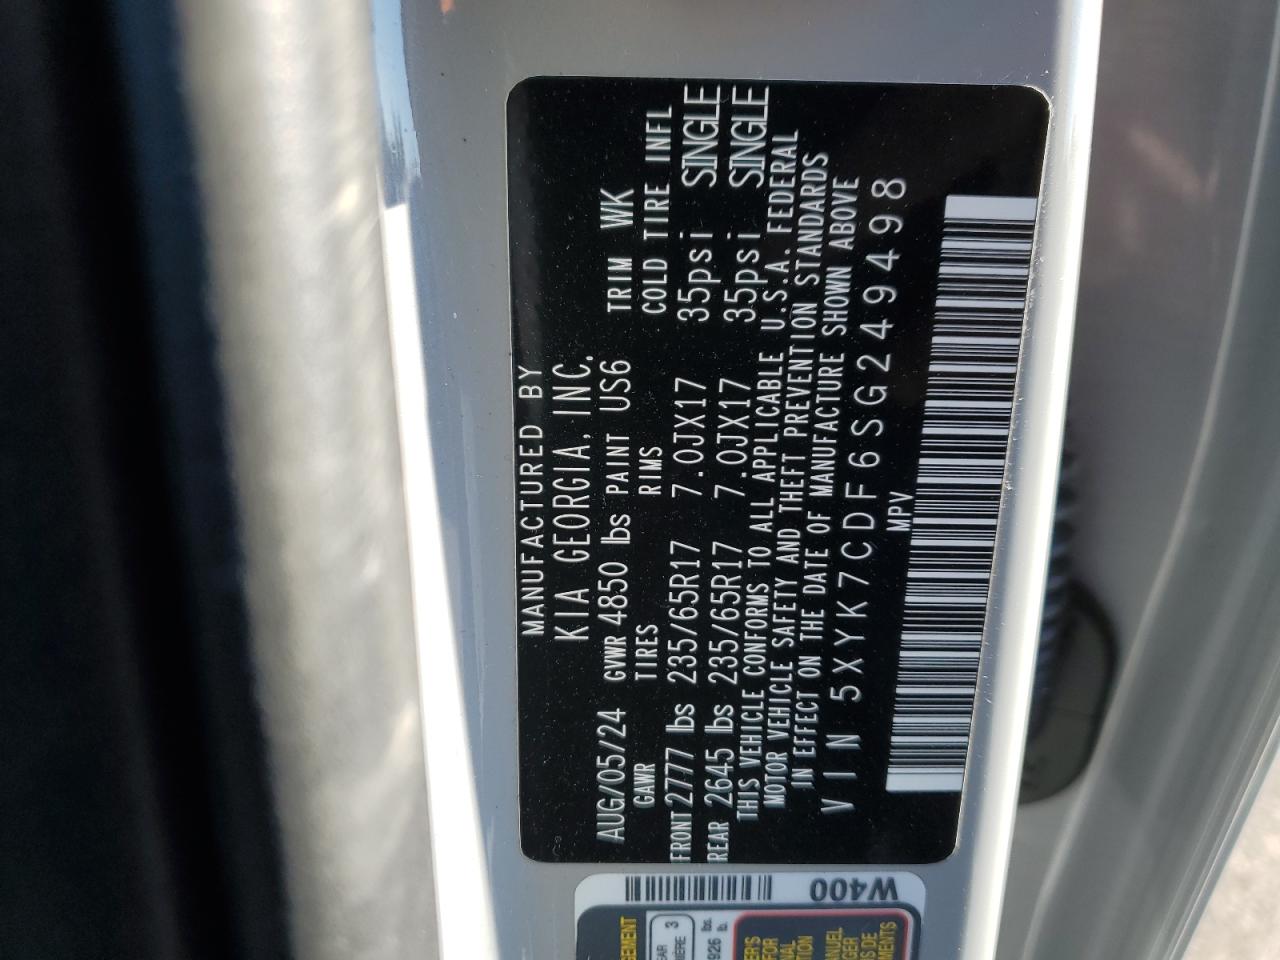 MANUFACTURED BY
KIA GEORGIA, INC.
AUG/05/24 GVWR 4850 lbs PAINT US6 TRIM WK
GAWR TIRES RIMS COLD TIRE INFL
FRONT 2777 lbs 235/65R17 7.0JX17 35psi SINGLE
REAR 2645 lbs 235/65R17 7.0JX17 35psi SINGLE
THIS VEHICLE CONFORMS TO ALL APPLICABLE U.S.A. FEDERAL
MOTOR VEHICLE SAFETY AND THEFT PREVENTION STANDARDS
IN EFFECT ON THE DATE OF MANUFACTURE SHOWN ABOVE
VIN 5XYK7CDF6SG249498
MPV
W400
3
lbs.